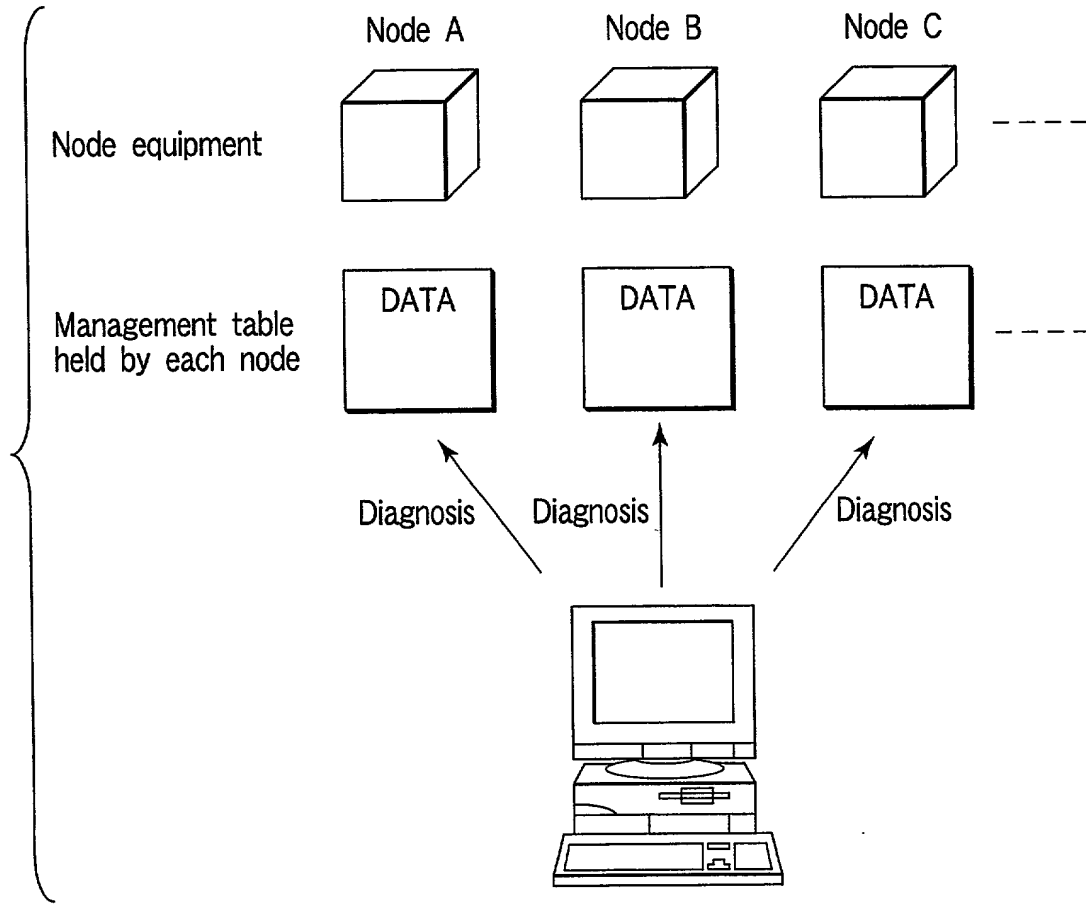 Node A
Node B
Node C
Node equipment
Management table
held by each node
DATA
DATA
DATA
Diagnosis
Diagnosis
Diagnosis